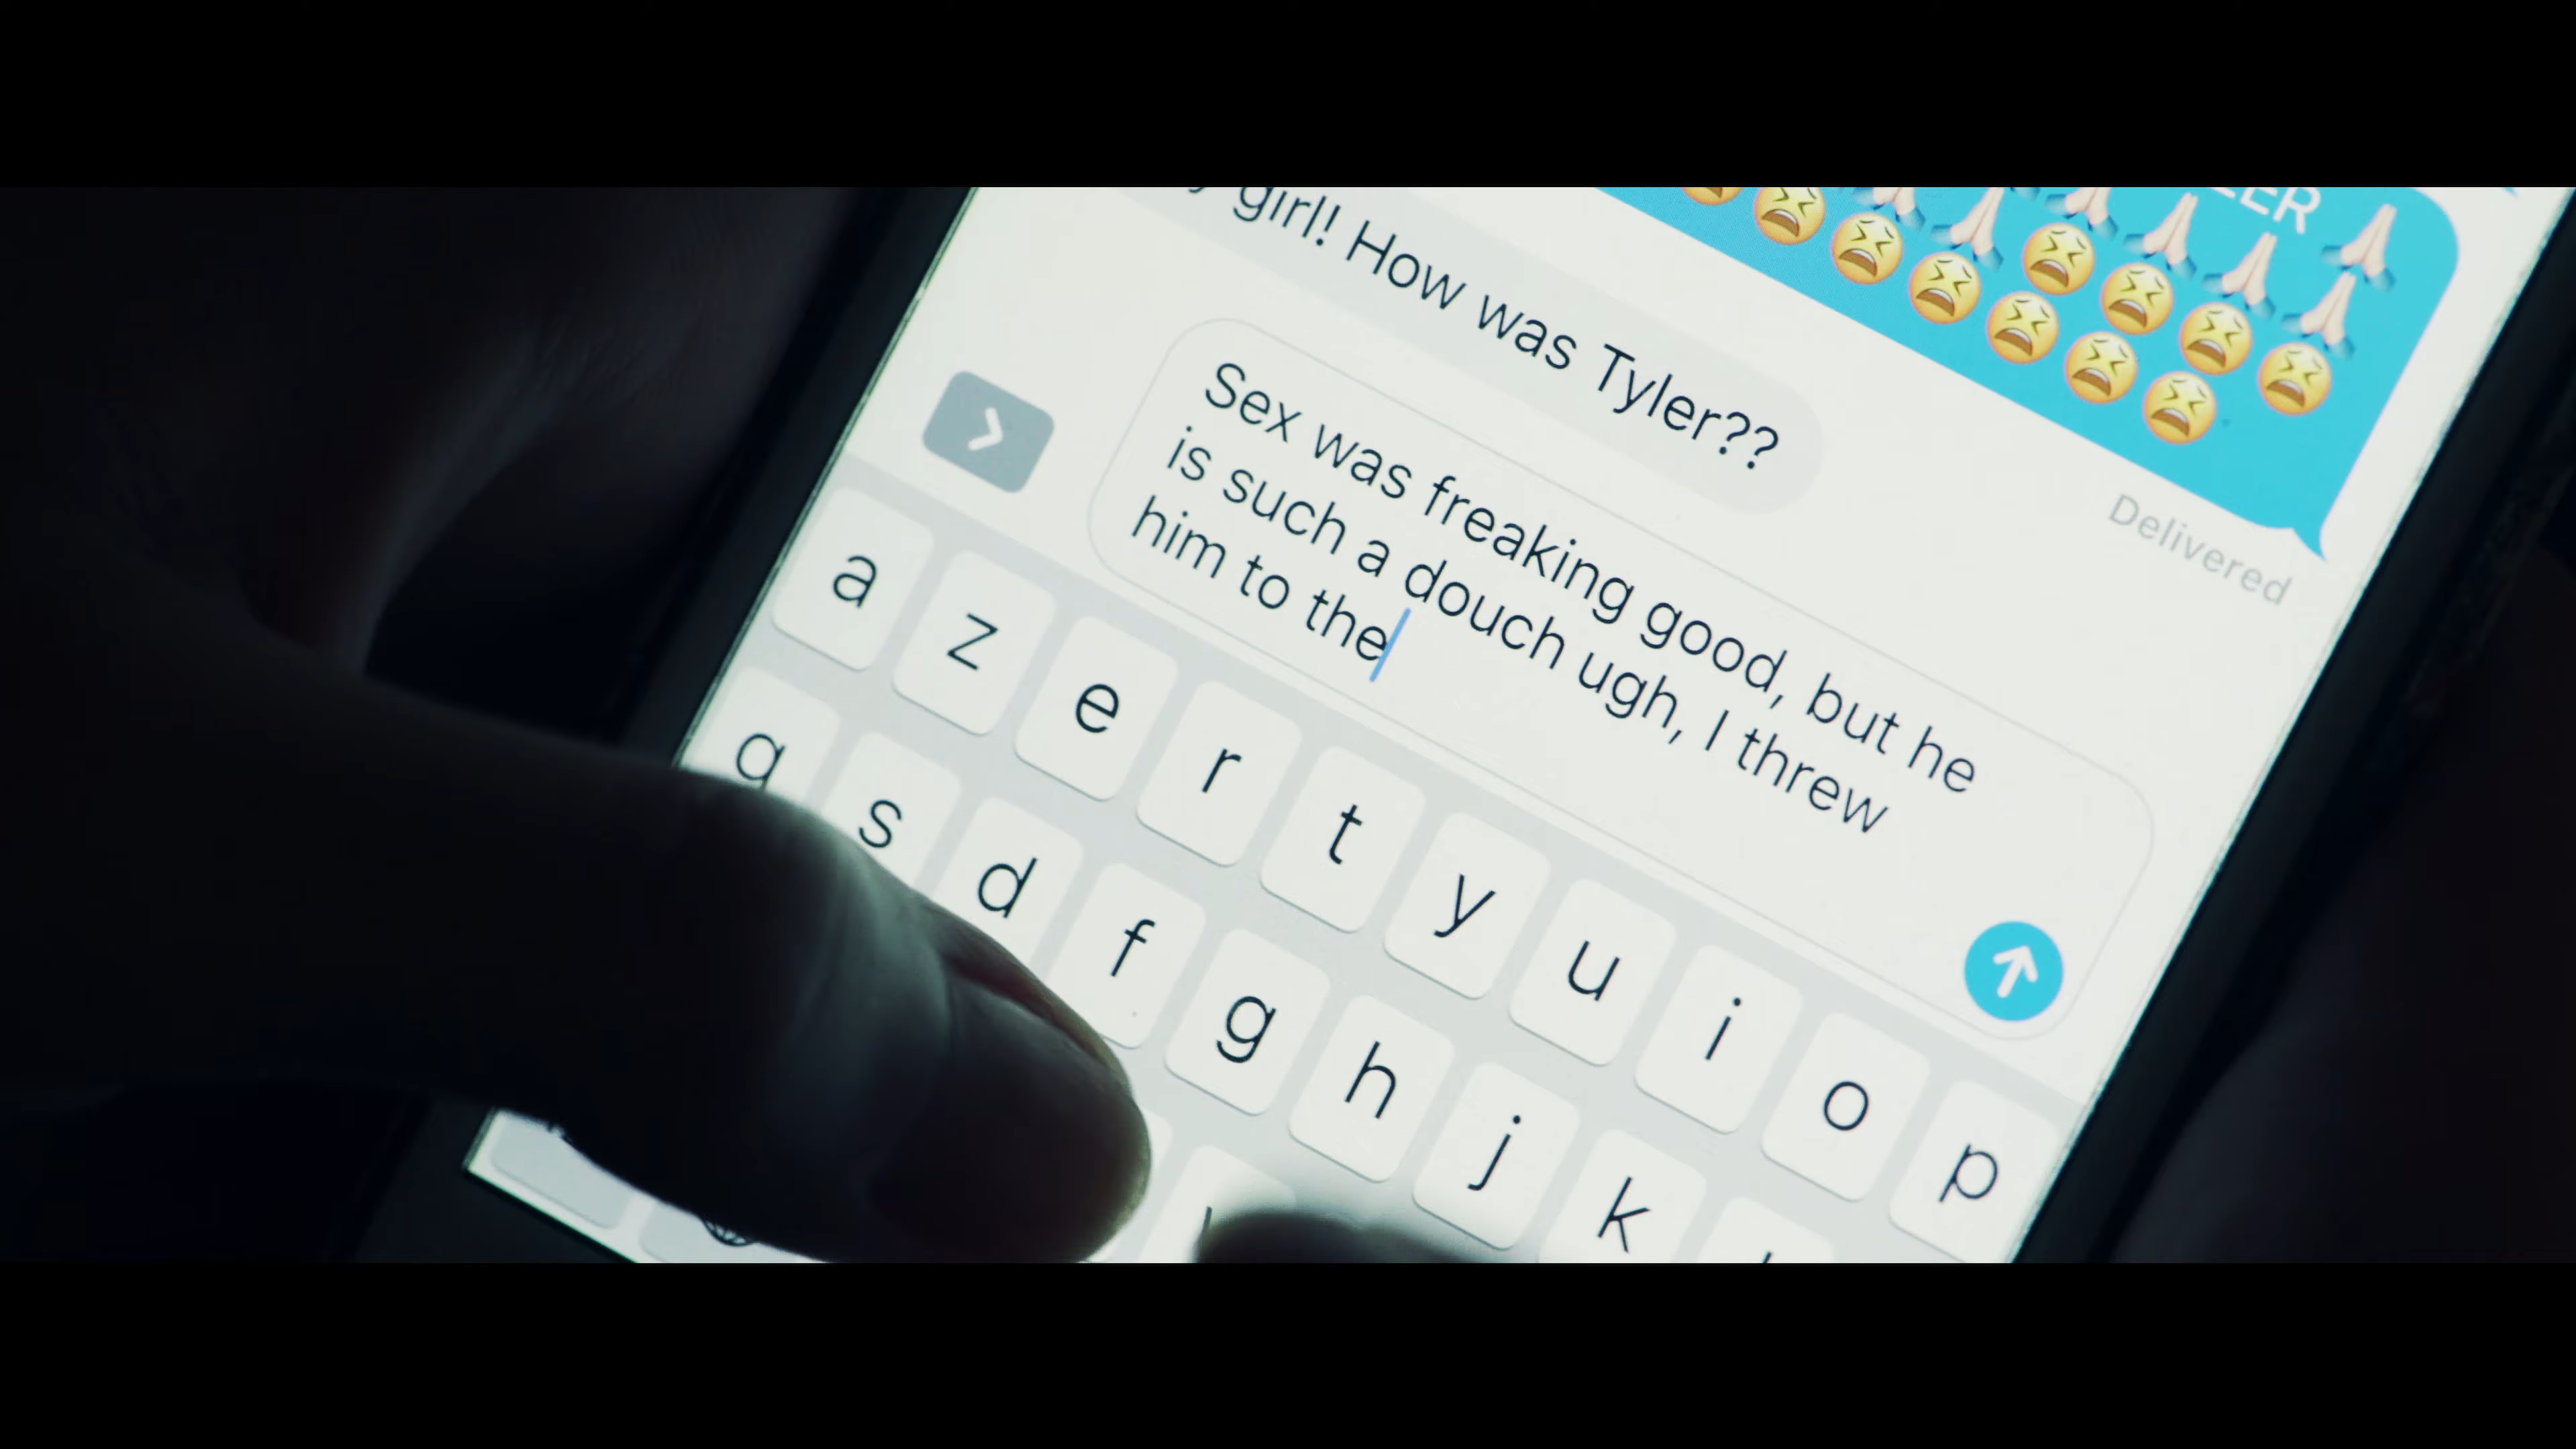 girl! How was Tyler??
Delivered
Sex was freaking good, but he
is such a douch ugh, I threw
him to the
a z e r t y u i o p
q s d f g h j k